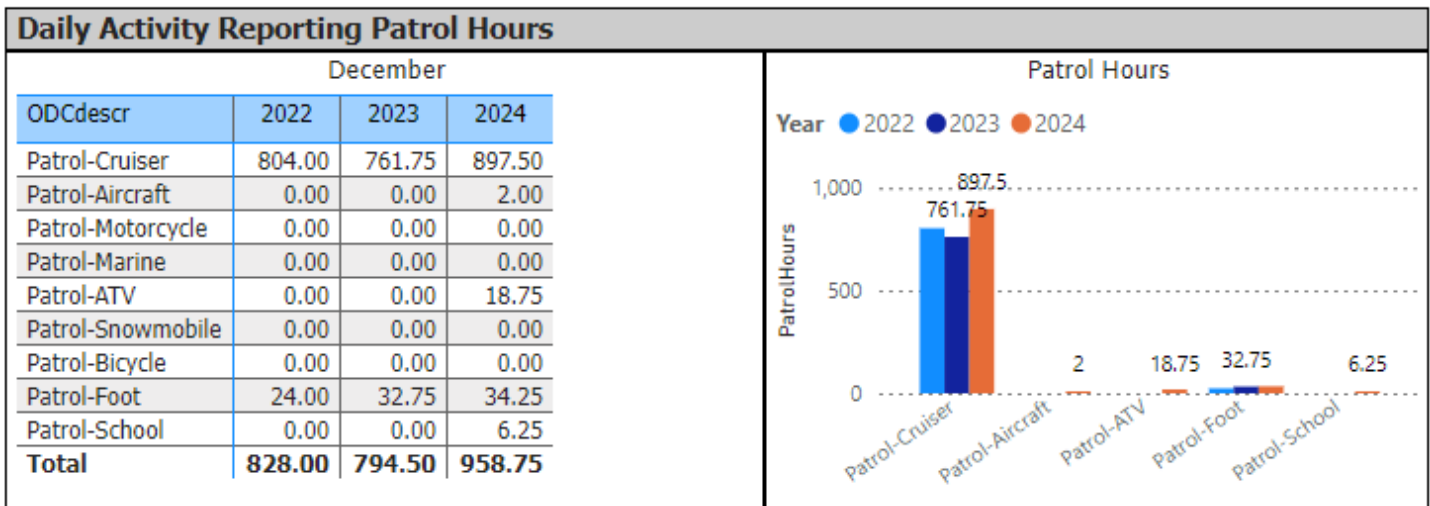 Daily Activity Reporting Patrol Hours
December
ODCdescr 2022 2023 2024
Patrol-Cruiser 804.00 761.75 897.50
Patrol-Aircraft 0.00 0.00 2.00
Patrol-Motorcycle 0.00 0.00 0.00
Patrol-Marine 0.00 0.00 0.00
Patrol-ATV 0.00 0.00 18.75
Patrol-Snowmobile 0.00 0.00 0.00
Patrol-Bicycle 0.00 0.00 0.00
Patrol-Foot 24.00 32.75 34.25
Patrol-School 0.00 0.00 6.25
Total 828.00 794.50 958.75
Patrol Hours
Year 2022 2023 2024
PatrolHours
1,000
500
0
897.5
761.75
2 18.75 32.75 6.25
Patrol-Cruiser Patrol-Aircraft Patrol-ATV Patrol-Foot Patrol-School